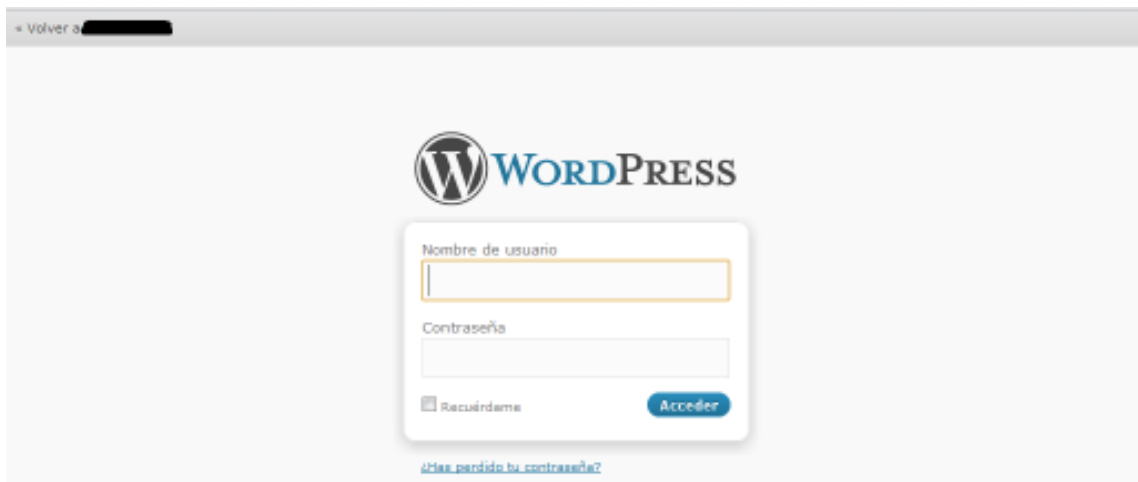 « Volver a
WORDPRESS
Nombre de usuario
Contraseña
Recuérdame
Acceder
¿Has perdido tu contraseña?